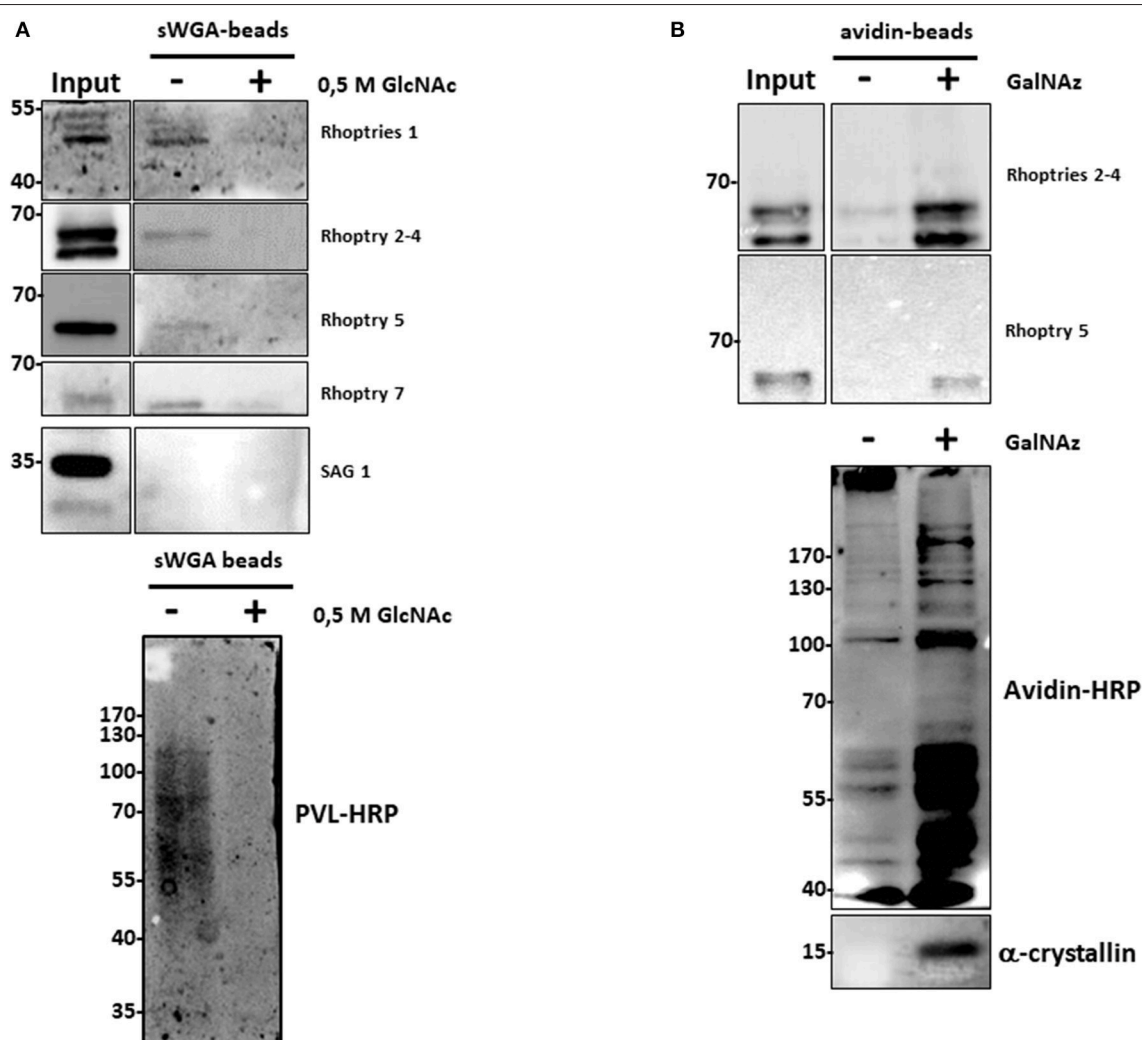 A
sWGA-beads
Input - + 0,5 M GlcNAc
55-
Rhoptries 1
40-
70-
Rhoptry 2-4
70-
Rhoptry 5
70-
Rhoptry 7
35-
SAG 1
sWGA beads
- + 0,5 M GlcNAc
170-
130-
100-
70-
PVL-HRP
55-
40-
35-
B
avidin-beads
Input - + GalNAz
Rhoptries 2-4
70-
Rhoptry 5
70-
- + GalNAz
170-
130-
100-
Avidin-HRP
70-
55-
40-
15-
α-crystallin